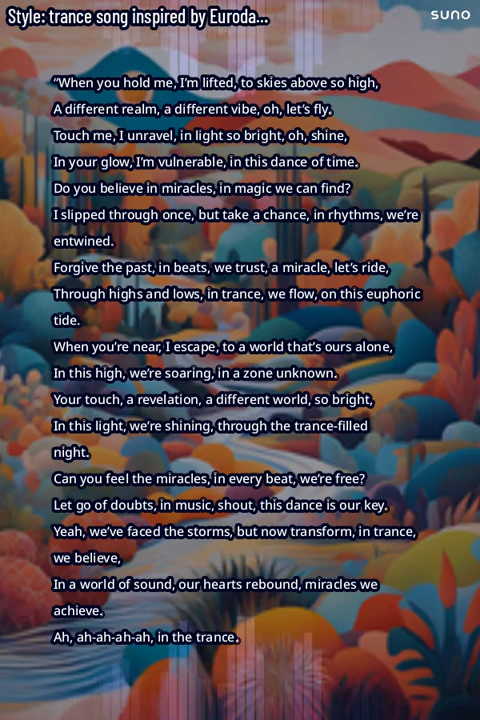 Style: trance song inspired by Euroda...
suno
"When you hold me, I'm lifted, to skies above so high,
A different realm, a different vibe, oh, let's fly.
Touch me, I unravel, in light so bright, oh, shine,
In your glow, I'm vulnerable, in this dance of time.
Do you believe in miracles, in magic we can find?
I slipped through once, but take a chance, in rhythms, we're
entwined.
Forgive the past, in beats, we trust, a miracle, let's ride,
Through highs and lows, in trance, we flow, on this euphoric
tide.
When you're near, I escape, to a world that's ours alone,
In this high, we're soaring, in a zone unknown.
Your touch, a revelation, a different world, so bright,
In this light, we're shining, through the trance-filled
night.
Can you feel the miracles, in every beat, we're free?
Let go of doubts, in music, shout, this dance is our key.
Yeah, we've faced the storms, but now transform, in trance,
we believe,
In a world of sound, our hearts rebound, miracles we
achieve.
Ah, ah-ah-ah-ah, in the trance.